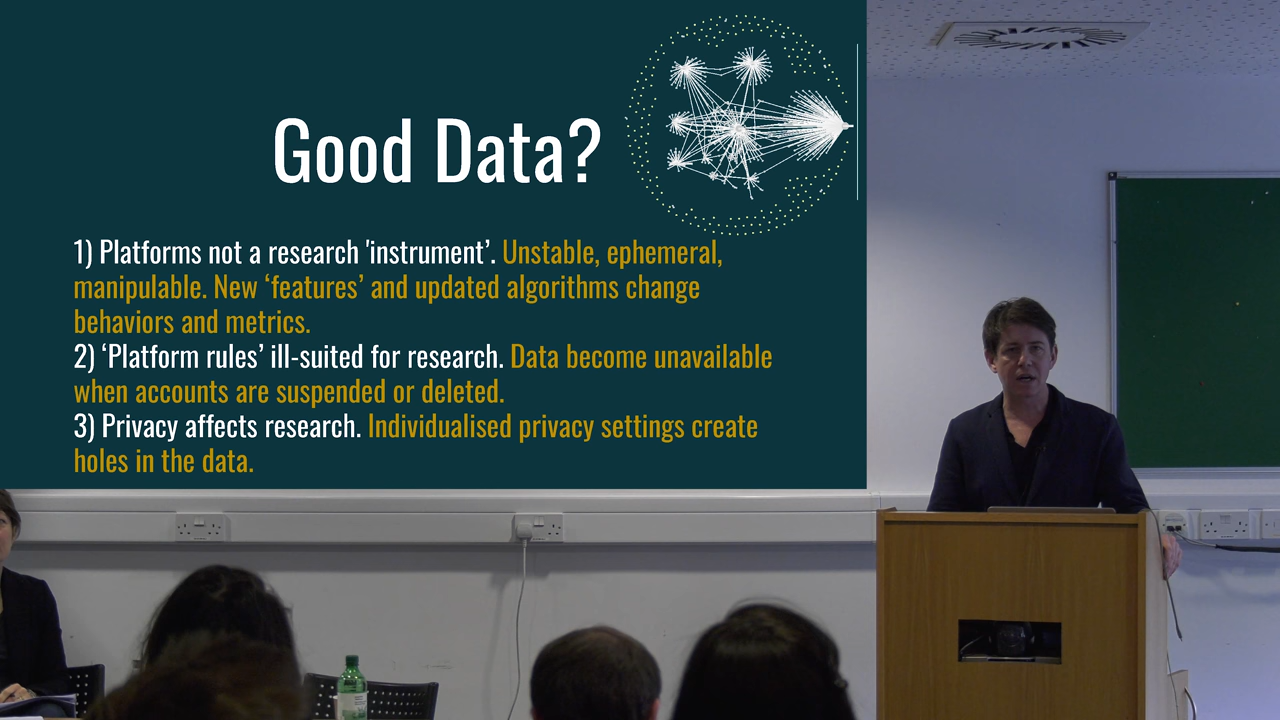 Good Data?
1) Platforms not a research 'instrument’. Unstable, ephemeral,
manipulable. New ‘features’ and updated algorithms change
behaviors and metrics.
2) ‘Platform rules’ ill-suited for research. Data become unavailable
when accounts are suspended or deleted.
3) Privacy affects research. Individualised privacy settings create
holes in the data.